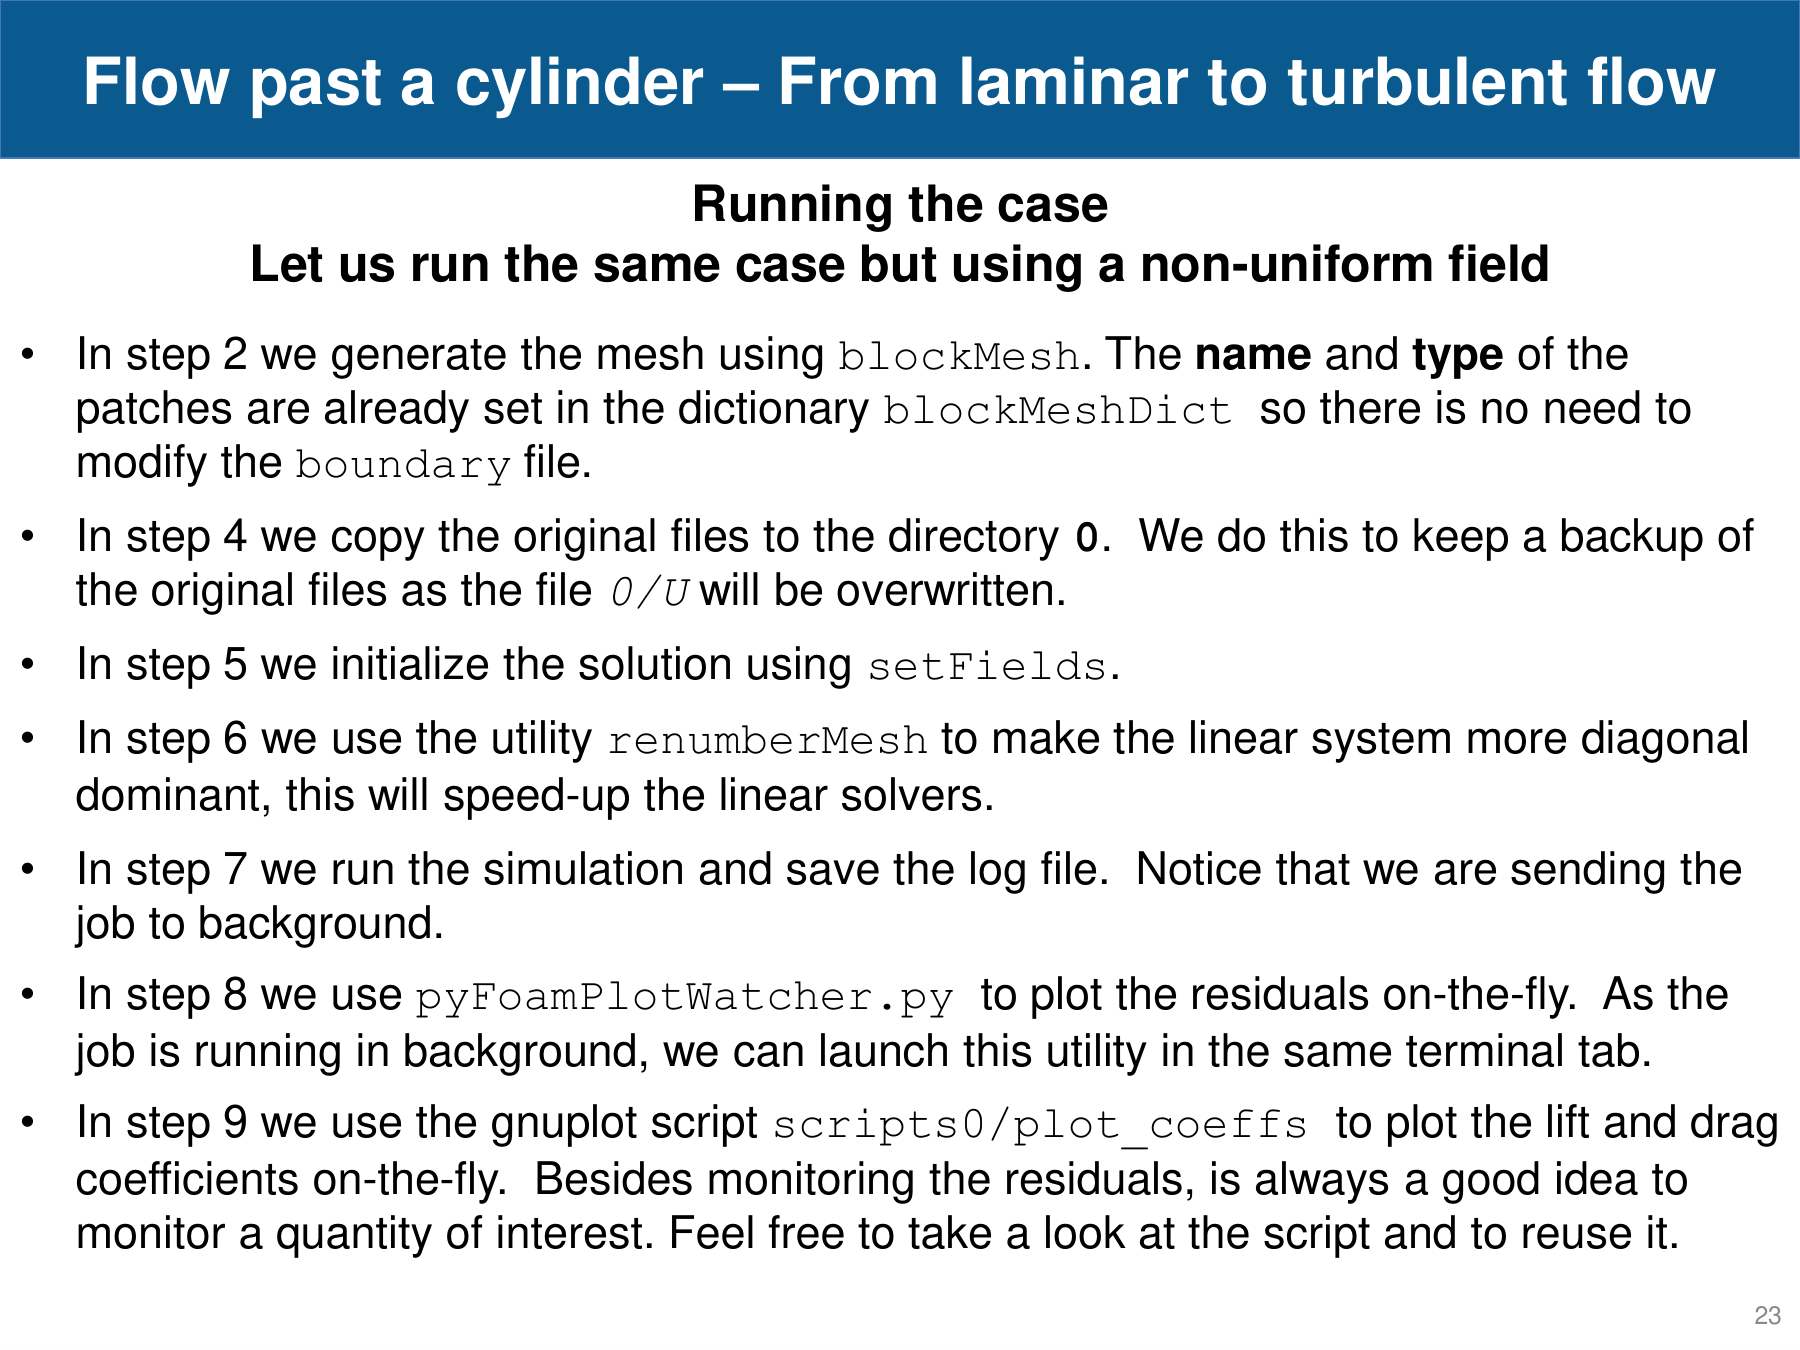 Flow past a cylinder – From laminar to turbulent flow
Running the case
Let us run the same case but using a non-uniform field
• In step 2 we generate the mesh using blockMesh. The name and type of the
patches are already set in the dictionary blockMeshDict so there is no need to
modify the boundary file.
• In step 4 we copy the original files to the directory 0. We do this to keep a backup of
the original files as the file 0/U will be overwritten.
• In step 5 we initialize the solution using setFields.
• In step 6 we use the utility renumberMesh to make the linear system more diagonal
dominant, this will speed-up the linear solvers.
• In step 7 we run the simulation and save the log file. Notice that we are sending the
job to background.
• In step 8 we use pyFoamPlotWatcher.py to plot the residuals on-the-fly. As the
job is running in background, we can launch this utility in the same terminal tab.
• In step 9 we use the gnuplot script scripts0/plot_coeffs to plot the lift and drag
coefficients on-the-fly. Besides monitoring the residuals, is always a good idea to
monitor a quantity of interest. Feel free to take a look at the script and to reuse it.
23